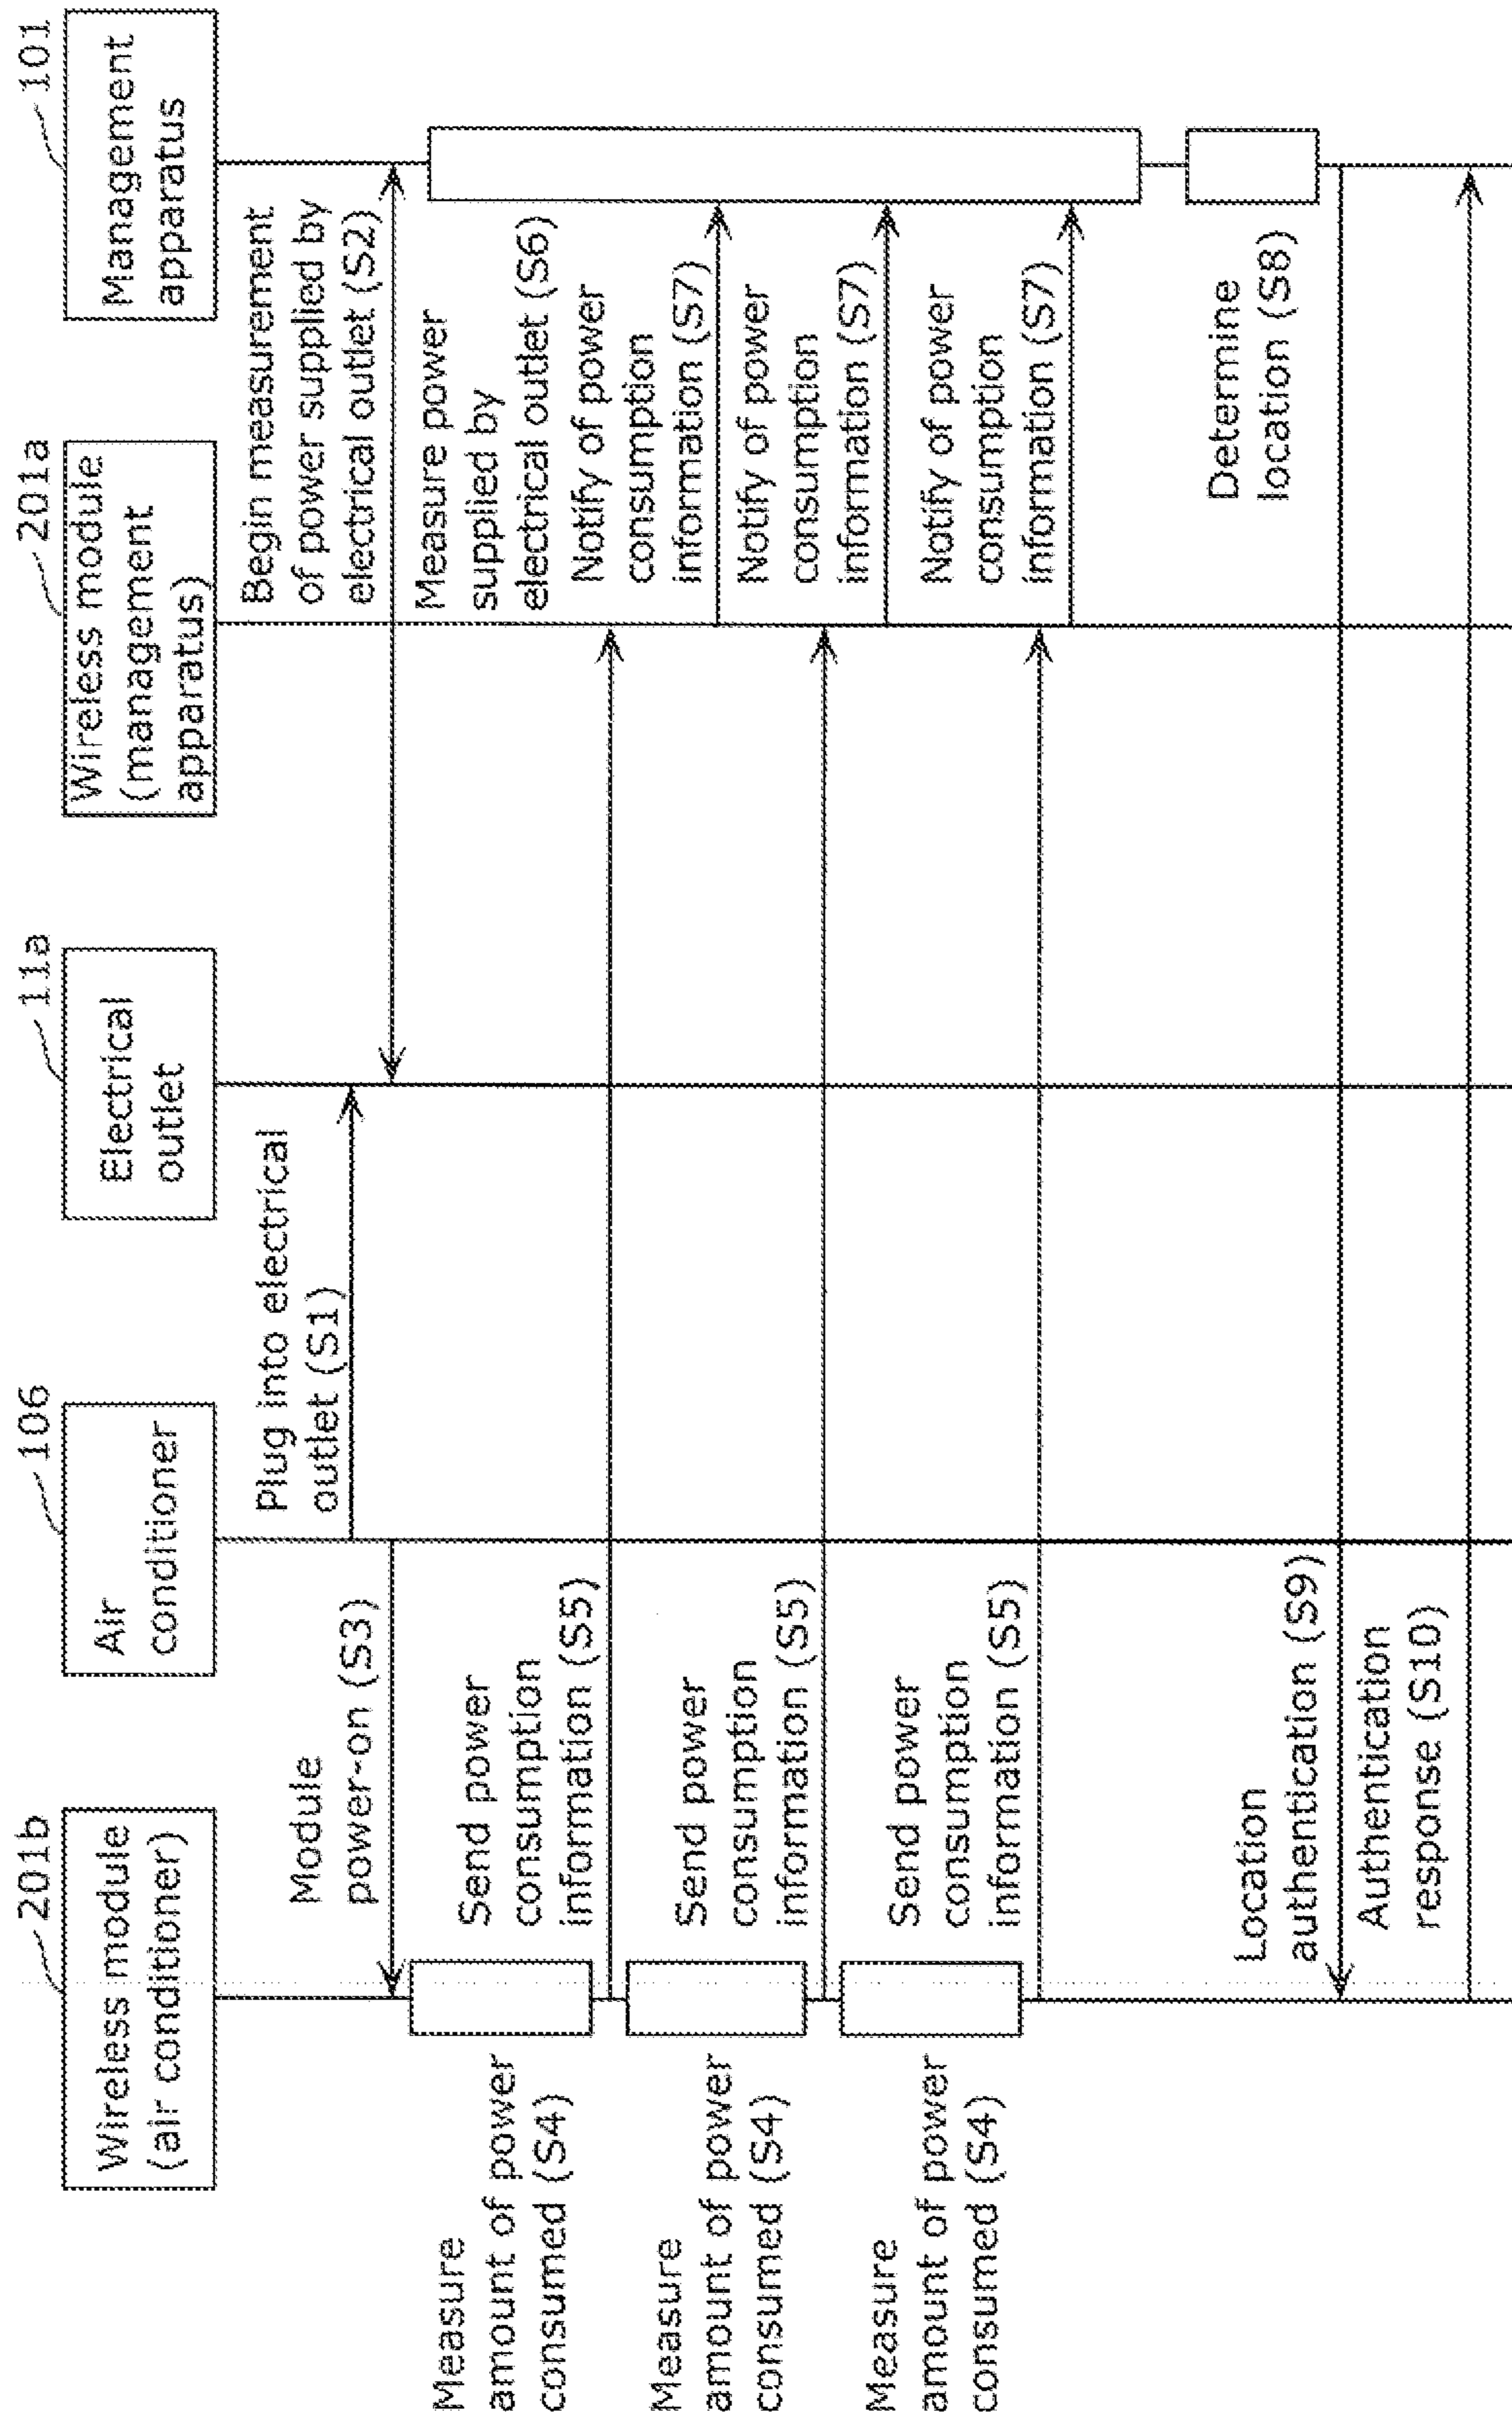 201b
Wireless module
(air conditioner)
106
Air
conditioner
11a
Electrical
outlet
201a
Wireless module
(management
apparatus)
101
Management
apparatus
Plug into electrical
outlet (S1)
Begin measurement
of power supplied by
electrical outlet (S2)
Module
power-on (S3)
Measure
amount of power
consumed (S4)
Send power
consumption
information (S5)
Measure power
supplied by
electrical outlet (S6)
Notify of power
consumption
information (S7)
Measure
amount of power
consumed (S4)
Send power
consumption
information (S5)
Notify of power
consumption
information (S7)
Measure
amount of power
consumed (S4)
Send power
consumption
information (S5)
Notify of power
consumption
information (S7)
Determine
location (S8)
Location
authentication (S9)
Authentication
response (S10)